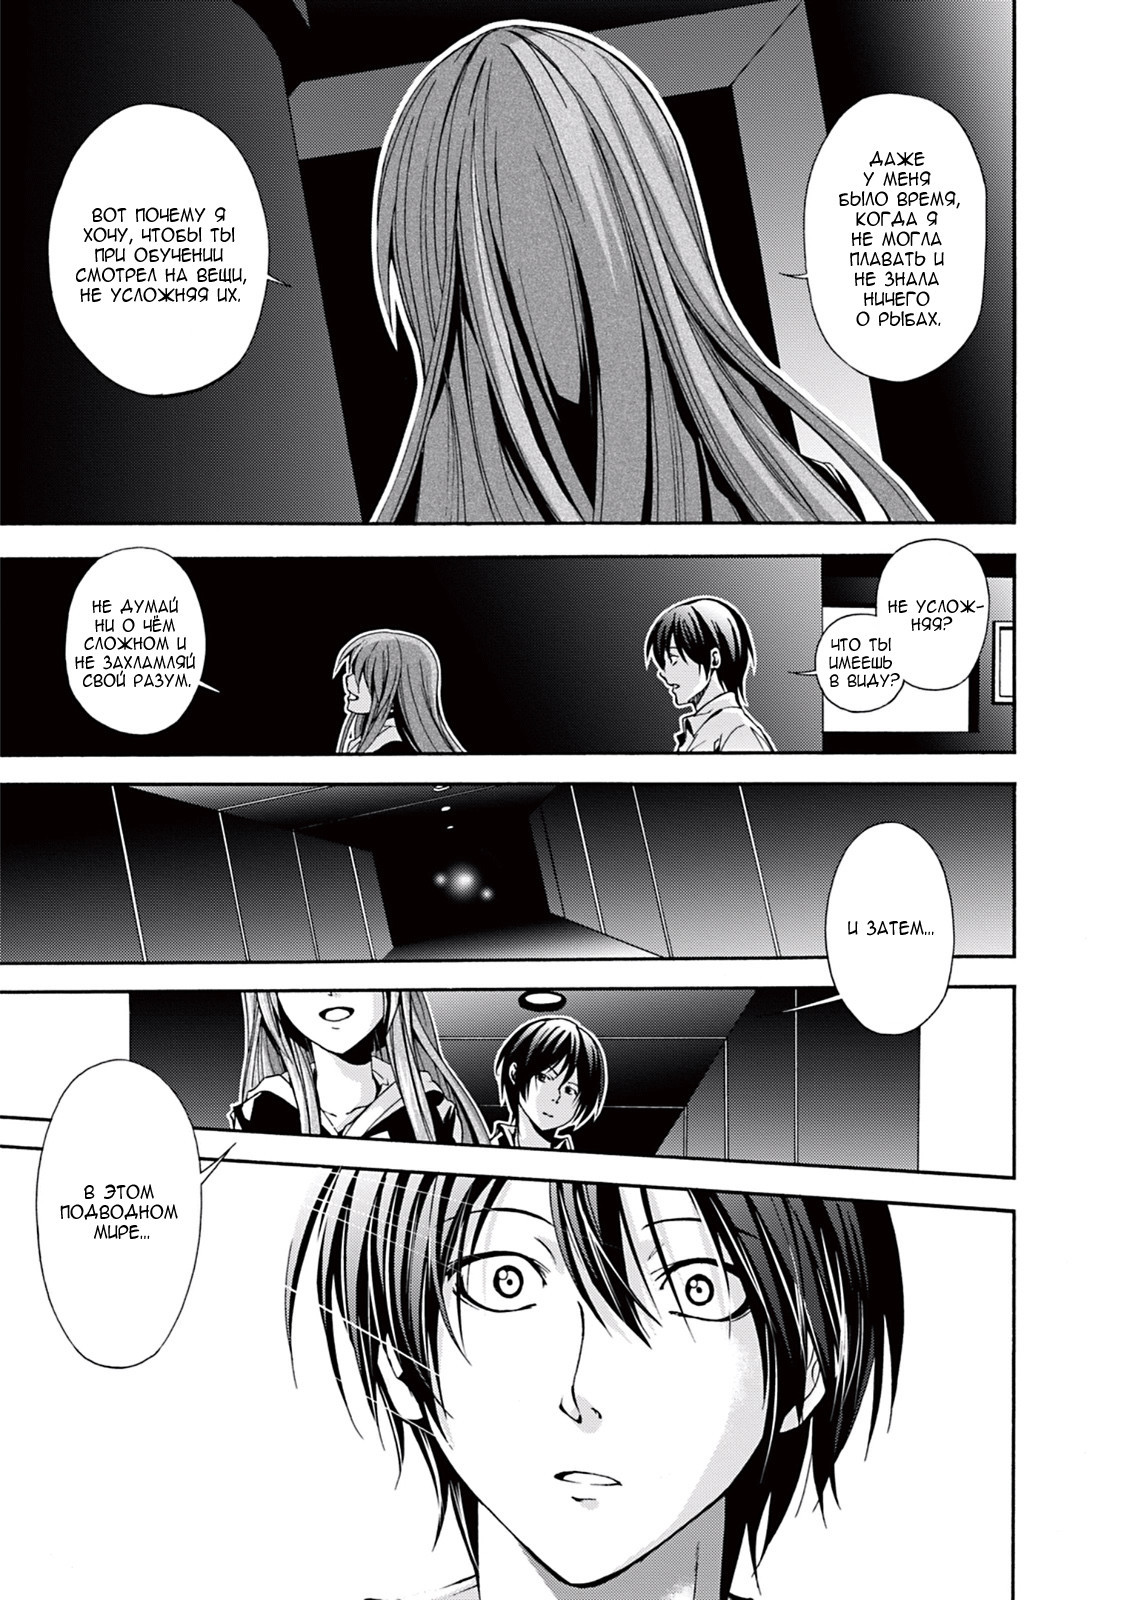 ДАЖЕ
У МЕНЯ
БЫЛО ВРЕМЯ,
КОГДА Я
НЕ МОГЛА
ПЛАВАТЬ И
НЕ ЗНАЛА
НИЧЕГО
О РЫБАХ.
ВОТ ПОЧЕМУ Я
ХОЧУ, ЧТОБЫ ТЫ
ПРИ ОБУЧЕНИИ
СМОТРЕЛ НА ВЕЩИ,
НЕ УСЛОЖНЯЯ ИХ.
НЕ УСЛОЖ-
НЯЯ?
ЧТО ТЫ
ИМЕЕШЬ
В ВИДУ?
НЕ ДУМАЙ
НИ О ЧЁМ
СЛОЖНОМ И
НЕ ЗАХЛАМЛЯЙ
СВОЙ РАЗУМ.
И ЗАТЕМ...
В ЭТОМ
ПОДВОДНОМ
МИРЕ...